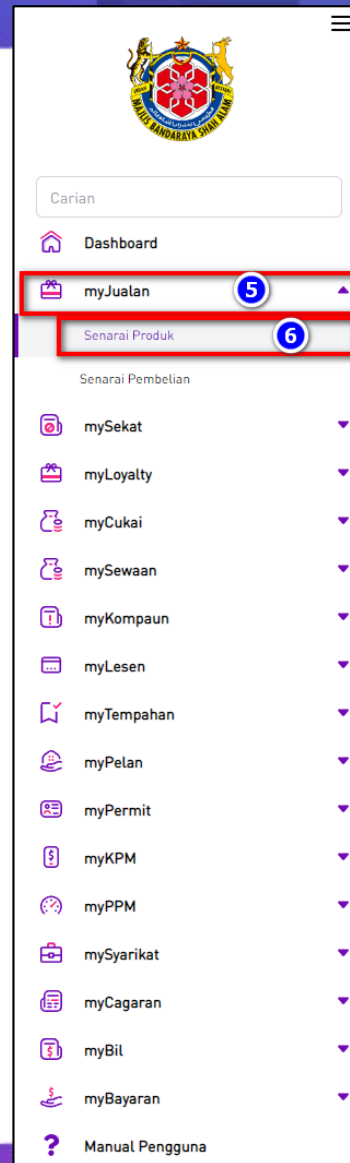 MAJLIS BANDARAYA SHAH ALAM
Carian
Dashboard
myJualan 5
Senarai Produk 6
Senarai Pembelian
mySekat
myLoyalty
myCukai
mySewaan
myKompaun
myLesen
myTempahan
myPelan
myPermit
myKPM
myPPM
mySyarikat
myCagaran
myBil
myBayaran
Manual Pengguna